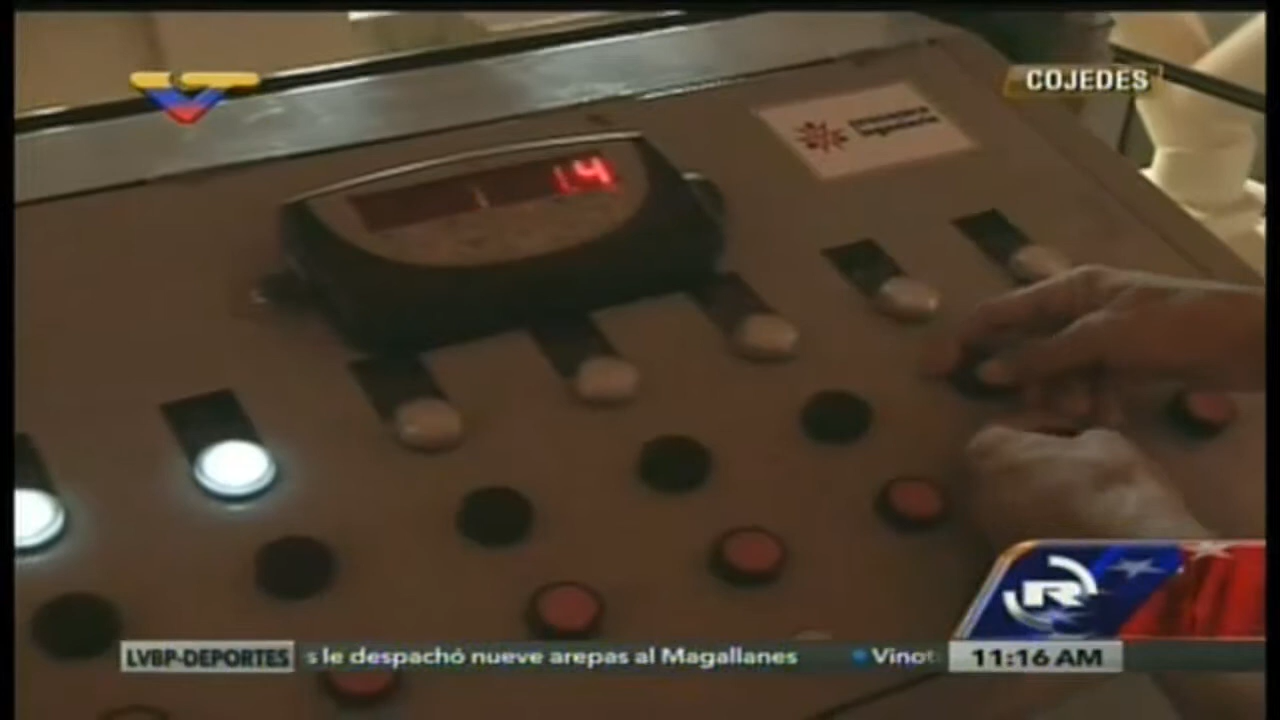 COJEDES
14
R
LVBP-DEPORTES
s le despachó nueve arepas al Magallanes
Vinot
11:16 AM